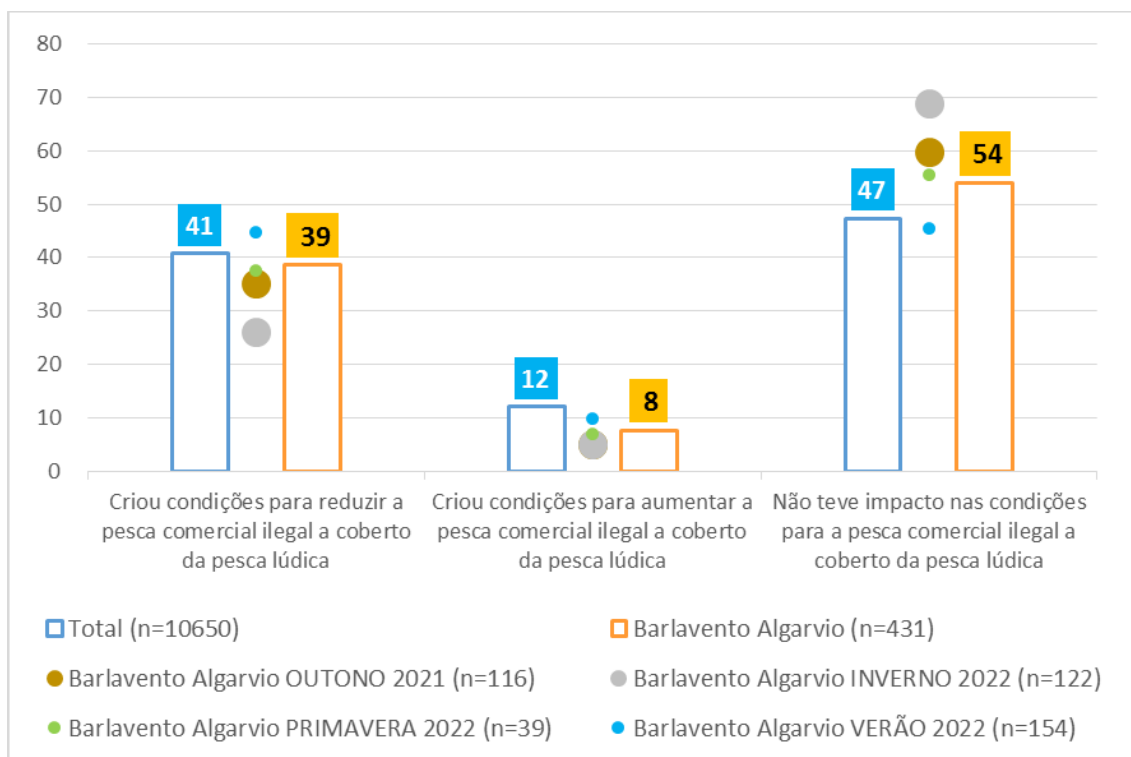 80
70
60
50
40
30
20
10
0
41
39
12
8
47
54
Criou condições para reduzir a
pesca comercial ilegal a coberto
da pesca lúdica
Criou condições para aumentar a
pesca comercial ilegal a coberto
da pesca lúdica
Não teve impacto nas condições
para a pesca comercial ilegal a
coberto da pesca lúdica
Total (n=10650)
Barlavento Algarvio (n=431)
Barlavento Algarvio OUTONO 2021 (n=116)
Barlavento Algarvio INVERNO 2022 (n=122)
Barlavento Algarvio PRIMAVERA 2022 (n=39)
Barlavento Algarvio VERÃO 2022 (n=154)